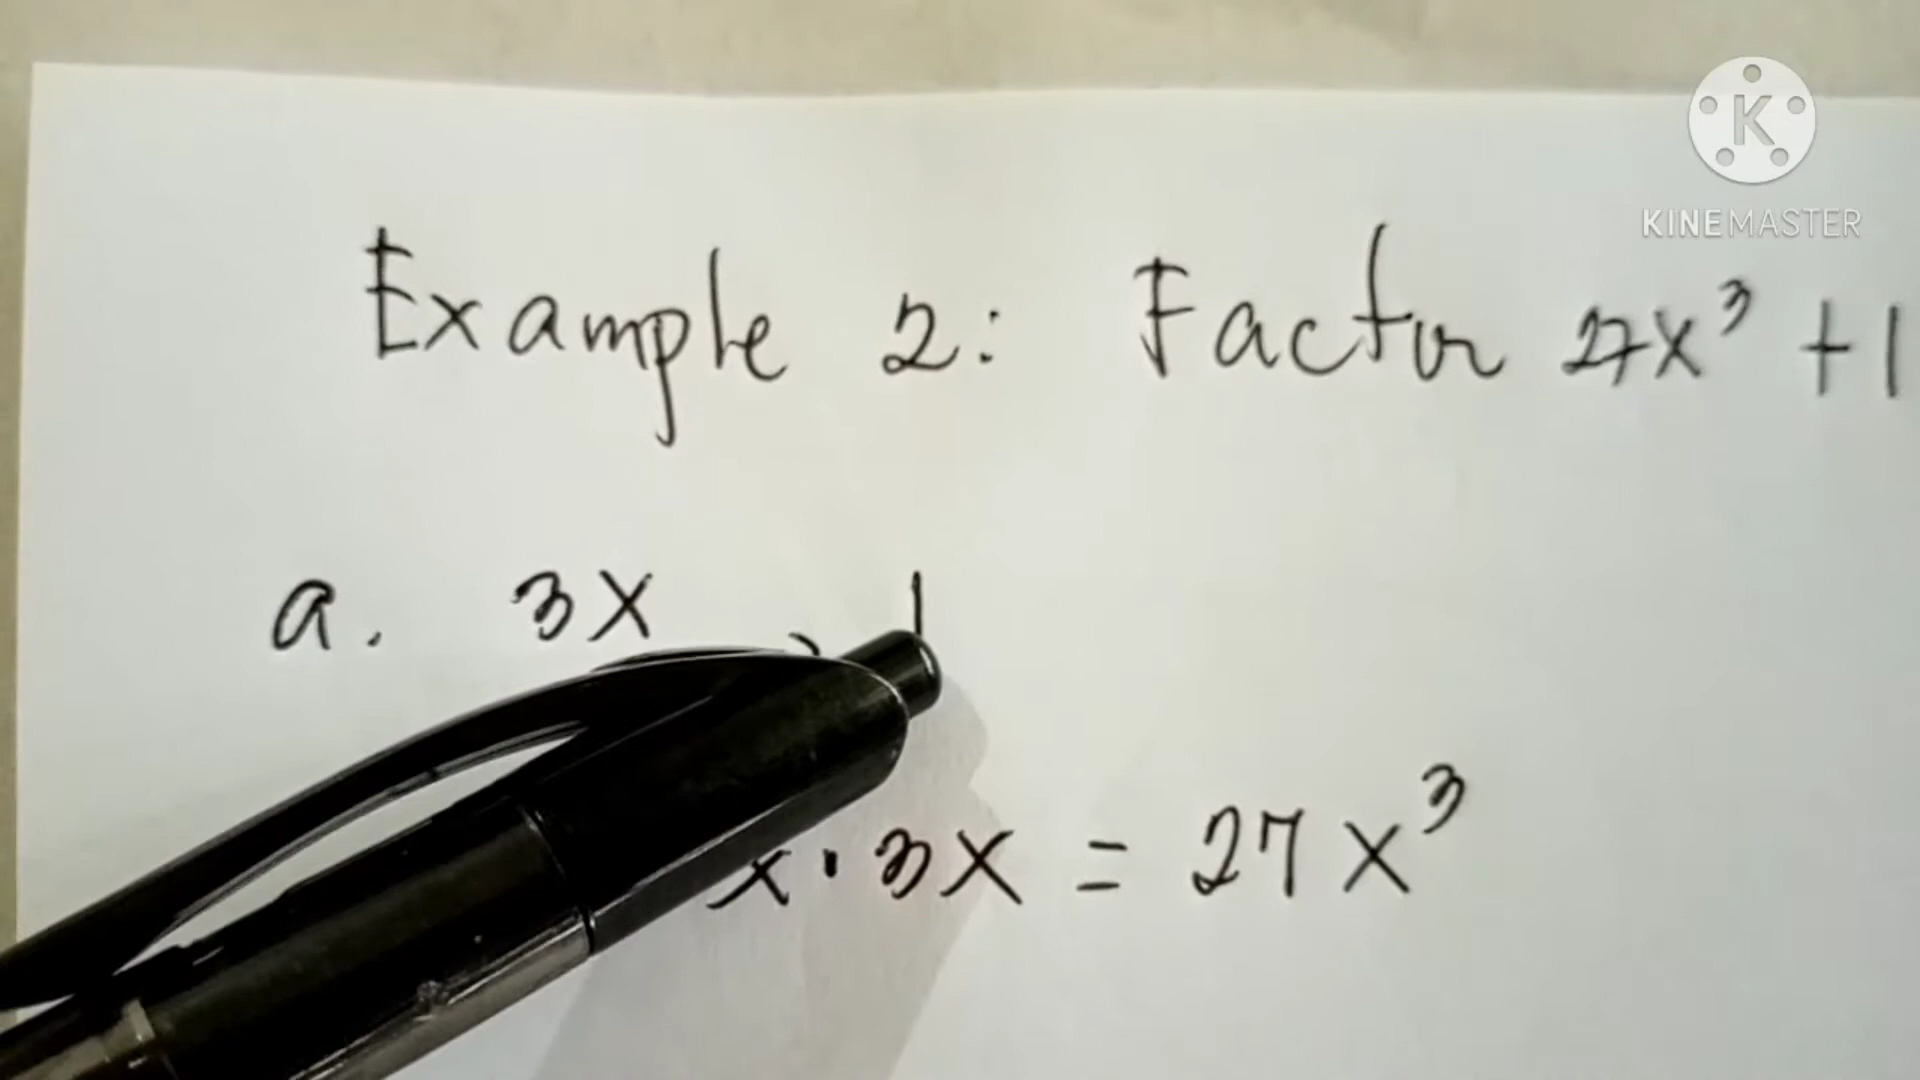 KINEMASTER
Example 2: Factor 27x³ + 1
a. 3x , 1
x · 3x = 27x³